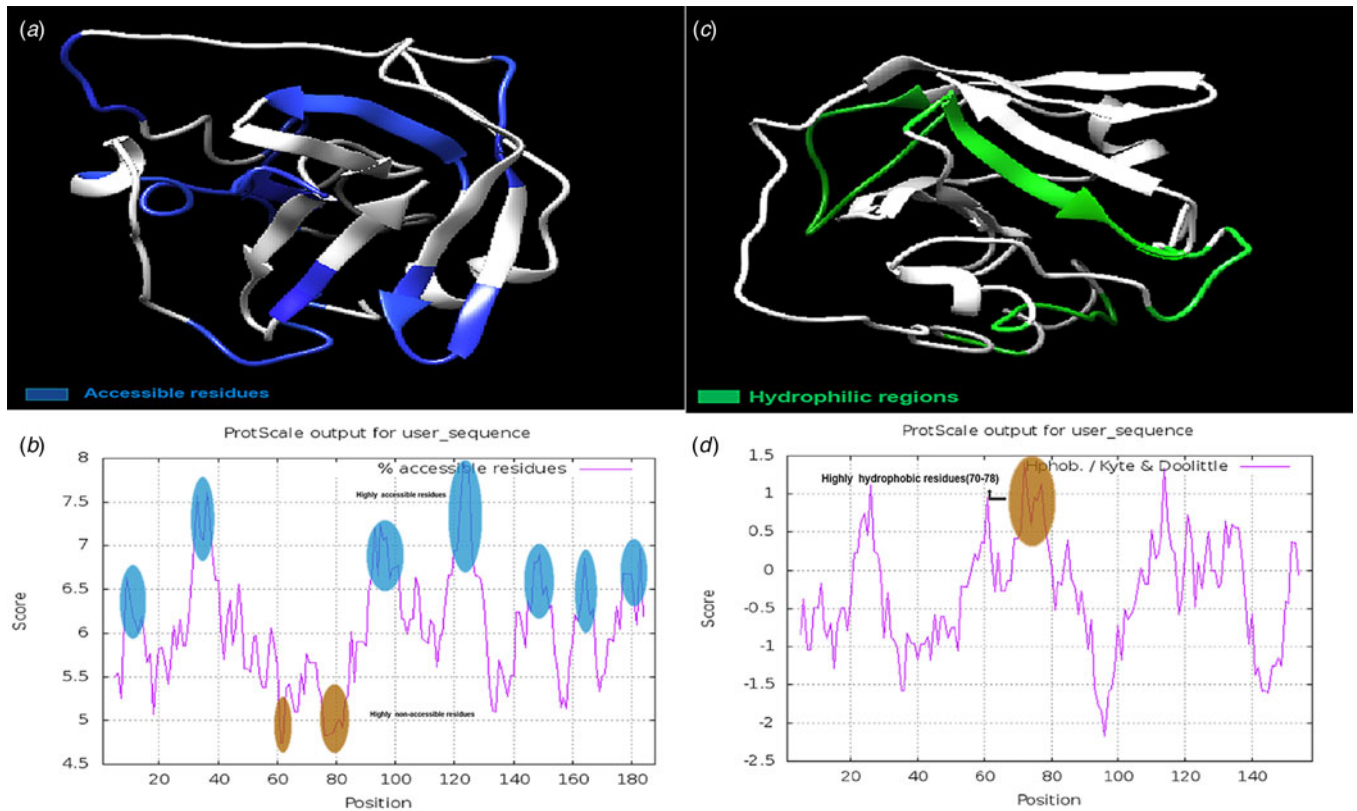 (a)
Accessible residues
(c)
Hydrophilic regions
(b)
ProtScale output for user_sequence
% accessible residues
Highly accessible residues
Highly non-accessible residues
Score
8
7.5
7
6.5
6
5.5
5
4.5
20 40 60 80 100 120 140 160 180
Position
(d)
ProtScale output for user_sequence
Hphob. / Kyte & Doolittle
Highly hydrophobic residues(70-78)
Score
1.5
1
0.5
0
-0.5
-1
-1.5
-2
-2.5
20 40 60 80 100 120 140
Position